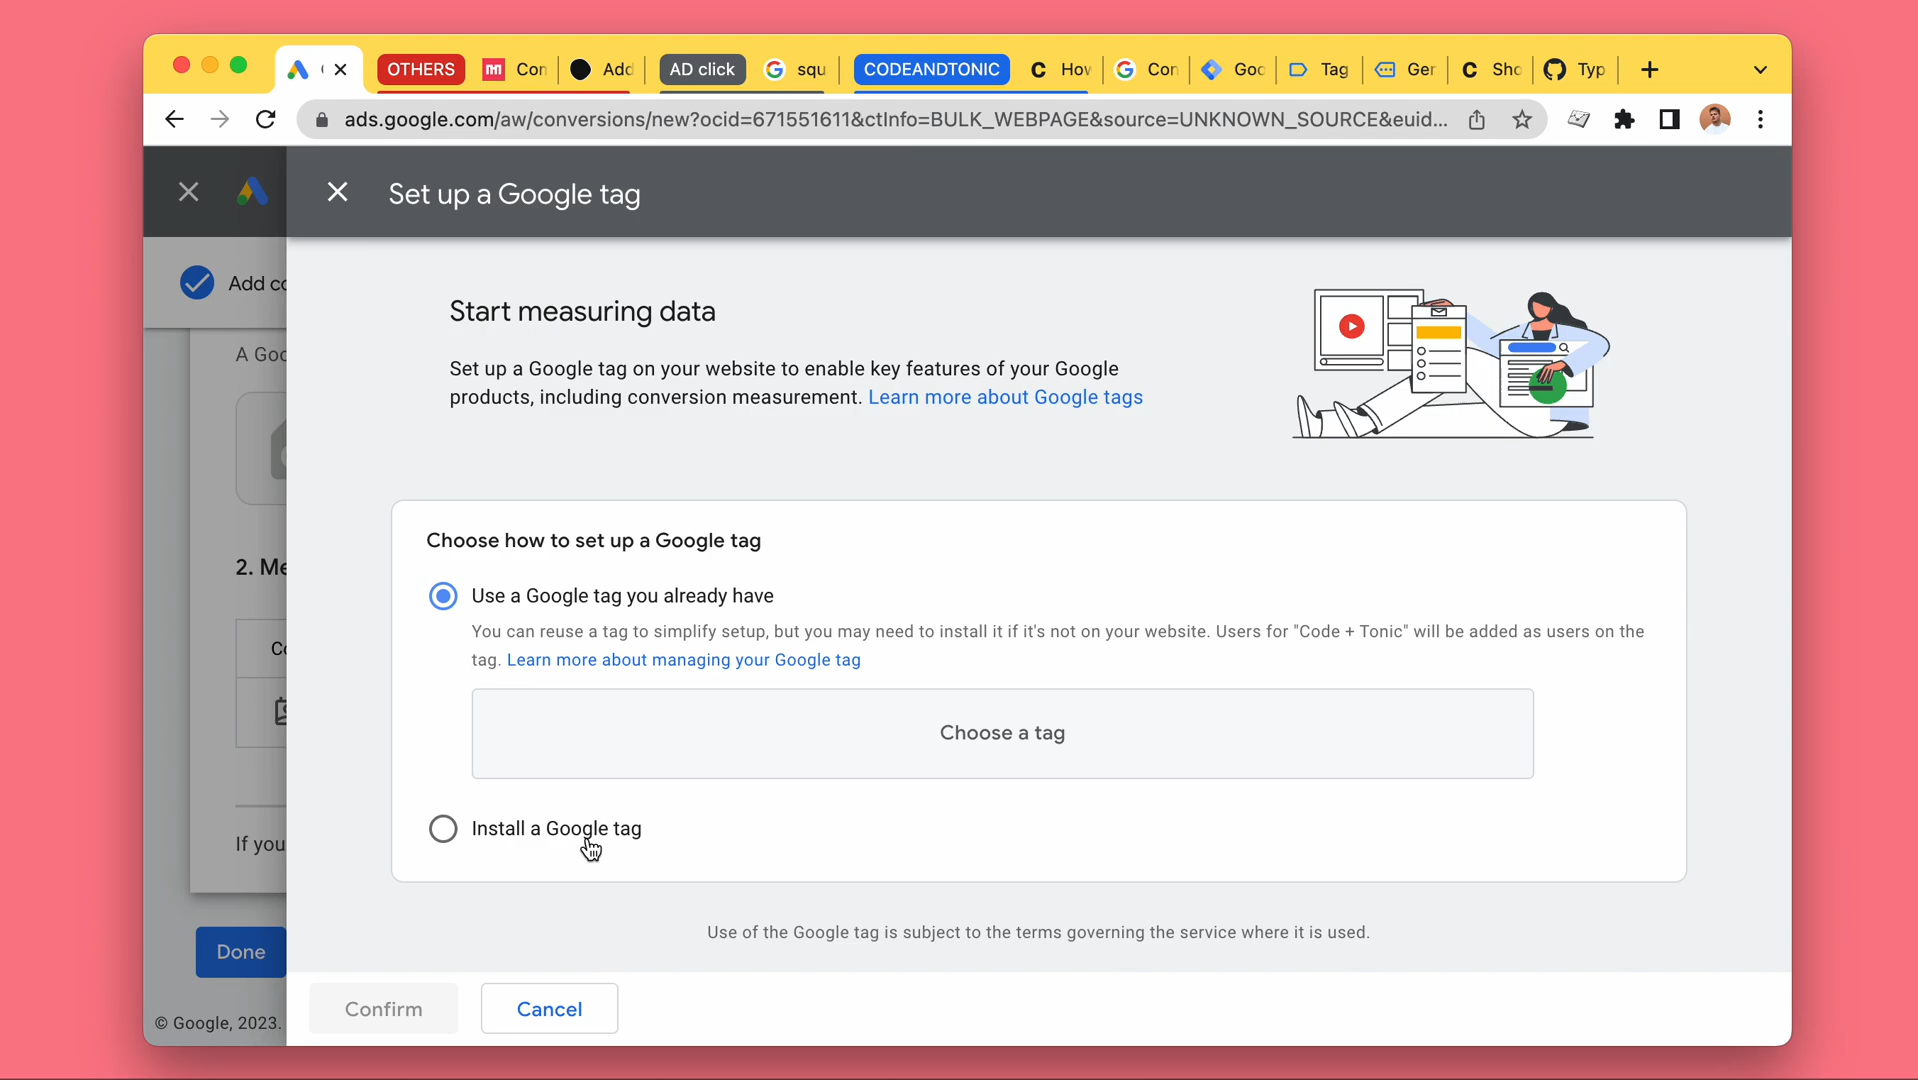 OTHERS
Con
Add
AD click
squ
CODEANDTONIC
How
Con
Goo
Tag
Ger
Sho
Typ
ads.google.com/aw/conversions/new?ocid=671551611&ctInfo=BULK_WEBPAGE&source=UNKNOWN_SOURCE&euid...
Set up a Google tag
Add co
A Goo
2. Me
Co
If you
Done
© Google, 2023.
Start measuring data
Set up a Google tag on your website to enable key features of your Google
products, including conversion measurement. Learn more about Google tags
Choose how to set up a Google tag
Use a Google tag you already have
You can reuse a tag to simplify setup, but you may need to install it if it's not on your website. Users for "Code + Tonic" will be added as users on the
tag. Learn more about managing your Google tag
Choose a tag
Install a Google tag
Use of the Google tag is subject to the terms governing the service where it is used.
Confirm
Cancel